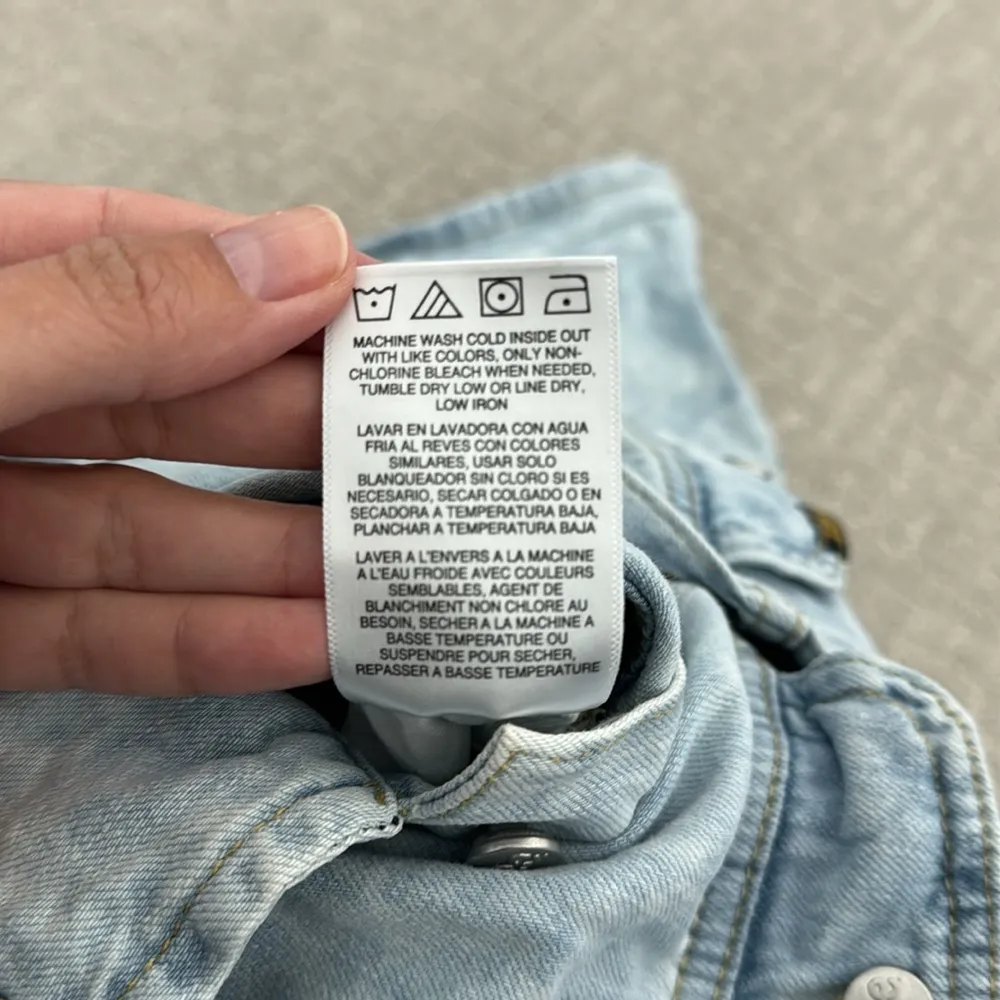 MACHINE WASH COLD INSIDE OUT
WITH LIKE COLORS, ONLY NON-
CHLORINE BLEACH WHEN NEEDED,
TUMBLE DRY LOW OR LINE DRY,
LOW IRON
LAVAR EN LAVADORA CON AGUA
FRIA AL REVES CON COLORES
SIMILARES, USAR SOLO
BLANQUEADOR SIN CLORO SI ES
NECESARIO, SECAR COLGADO O EN
SECADORA A TEMPERATURA BAJA,
PLANCHAR A TEMPERATURA BAJA
LAVER A L'ENVERS A LA MACHINE
A L'EAU FROIDE AVEC COULEURS
SEMBLABLES, AGENT DE
BLANCHIMENT NON CHLORE AU
BESOIN, SECHER A LA MACHINE A
BASSE TEMPERATURE OU
SUSPENDRE POUR SECHER,
REPASSER A BASSE TEMPERATURE